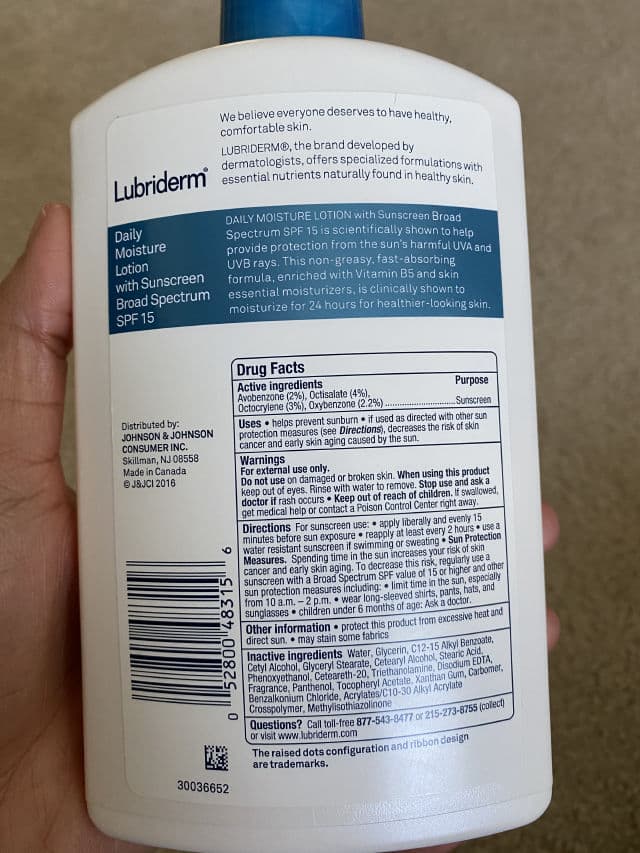 We believe everyone deserves to have healthy,
comfortable skin.
LUBRIDERM®, the brand developed by
dermatologists, offers specialized formulations with
essential nutrients naturally found in healthy skin.
Lubriderm®
Daily
Moisture
Lotion
with Sunscreen
Broad Spectrum
SPF 15
DAILY MOISTURE LOTION with Sunscreen Broad
Spectrum SPF 15 is scientifically shown to help
provide protection from the sun's harmful UVA and
UVB rays. This non-greasy, fast-absorbing
formula, enriched with Vitamin B5 and skin
essential moisturizers, is clinically shown to
moisturize for 24 hours for healthier-looking skin.
Distributed by:
JOHNSON & JOHNSON
CONSUMER INC.
Skillman, NJ 08558
Made in Canada
© J&JCI 2016
Drug Facts
Active ingredients Purpose
Avobenzone (2%), Octisalate (4%),
Octocrylene (3%), Oxybenzone (2.2%) ........................ Sunscreen
Uses • helps prevent sunburn • if used as directed with other sun
protection measures (see Directions), decreases the risk of skin
cancer and early skin aging caused by the sun.
Warnings
For external use only.
Do not use on damaged or broken skin. When using this product
keep out of eyes. Rinse with water to remove. Stop use and ask a
doctor if rash occurs • Keep out of reach of children. If swallowed,
get medical help or contact a Poison Control Center right away.
Directions For sunscreen use: • apply liberally and evenly 15
minutes before sun exposure • reapply at least every 2 hours • use a
water resistant sunscreen if swimming or sweating • Sun Protection
Measures. Spending time in the sun increases your risk of skin
cancer and early skin aging. To decrease this risk, regularly use a
sunscreen with a Broad Spectrum SPF value of 15 or higher and other
sun protection measures including: • limit time in the sun, especially
from 10 a.m. – 2 p.m. • wear long-sleeved shirts, pants, hats, and
sunglasses • children under 6 months of age: Ask a doctor.
Other information • protect this product from excessive heat and
direct sun. • may stain some fabrics
Inactive ingredients Water, Glycerin, C12-15 Alkyl Benzoate,
Cetyl Alcohol, Glyceryl Stearate, Cetearyl Alcohol, Stearic Acid,
Phenoxyethanol, Ceteareth-20, Triethanolamine, Disodium EDTA,
Fragrance, Panthenol, Tocopheryl Acetate, Xanthan Gum, Carbomer,
Benzalkonium Chloride, Acrylates/C10-30 Alkyl Acrylate
Crosspolymer, Methylisothiazolinone
Questions? Call toll-free 877-543-8477 or 215-273-8755 (collect)
or visit www.lubriderm.com
The raised dots configuration and ribbon design
are trademarks.
0 52800 48315 6
30036652